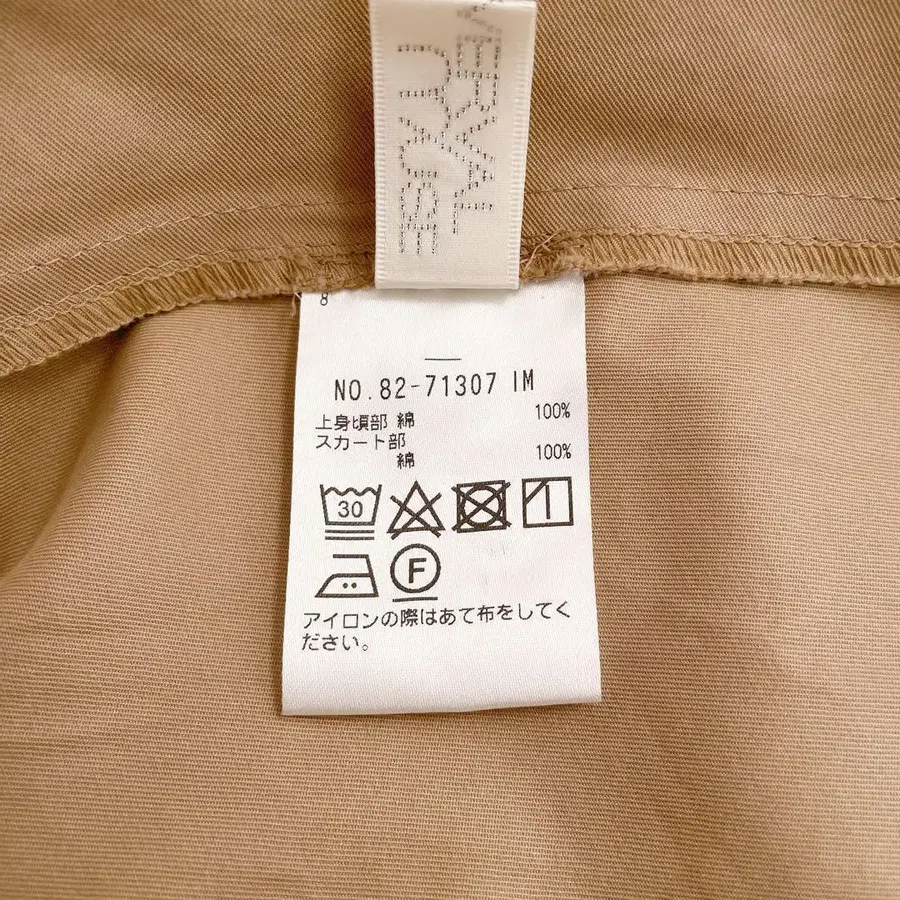 8
NO.82-71307 IM
上身頃部 綿 100%
スカート部
綿 100%
30
F
アイロンの際はあて布をしてく
ださい。